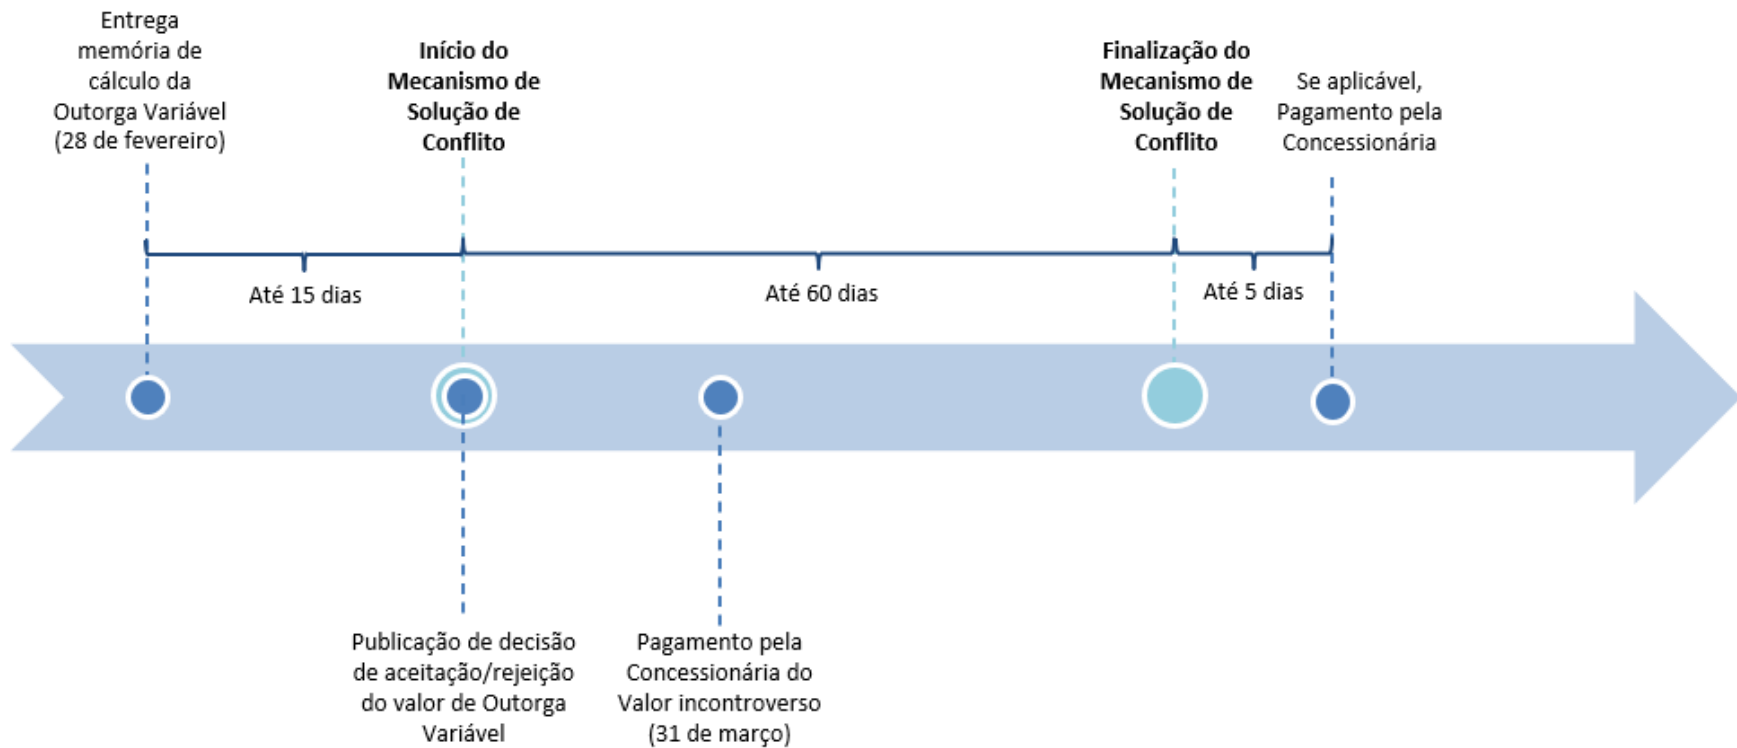 Entrega
memória de
cálculo da
Outorga Variável
(28 de fevereiro)
Início do
Mecanismo de
Solução de
Conflito
Finalização do
Mecanismo de
Solução de
Conflito
Se aplicável,
Pagamento pela
Concessionária
Até 15 dias
Até 60 dias
Até 5 dias
Publicação de decisão
de aceitação/rejeição
do valor de Outorga
Variável
Pagamento pela
Concessionária do
Valor incontroverso
(31 de março)